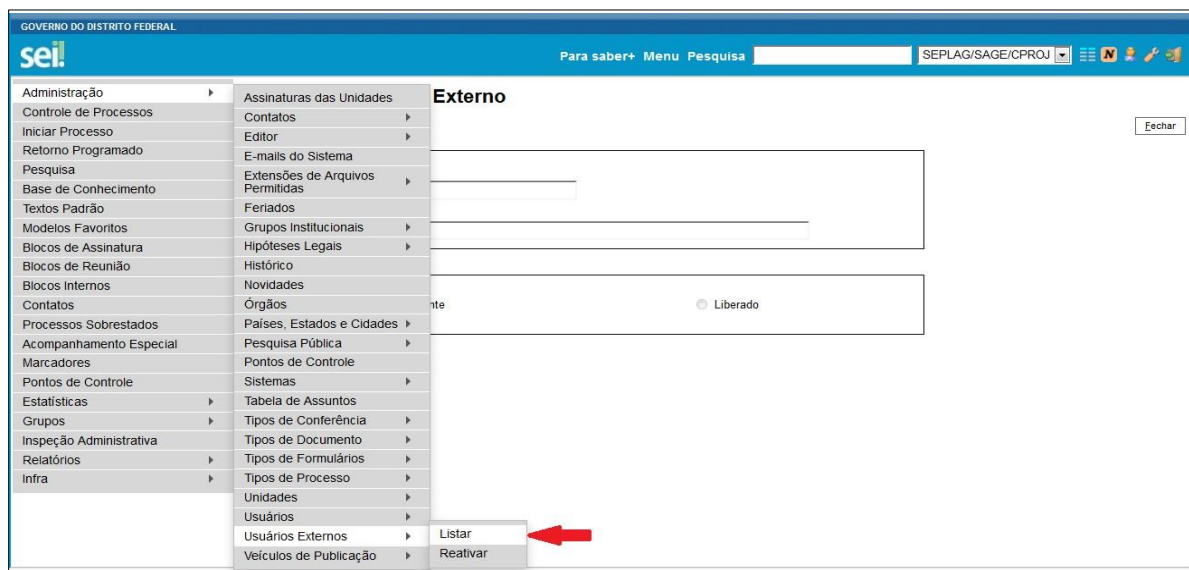 GOVERNO DO DISTRITO FEDERAL
sei!
Para saber+ Menu Pesquisa
SEPLAG/SAGE/CPROJ
N
Administração
Controle de Processos
Iniciar Processo
Retorno Programado
Pesquisa
Base de Conhecimento
Textos Padrão
Modelos Favoritos
Blocos de Assinatura
Blocos de Reunião
Blocos Internos
Contatos
Processos Sobrestados
Acompanhamento Especial
Marcadores
Pontos de Controle
Estatísticas
Grupos
Inspeção Administrativa
Relatórios
Infra
Assinaturas das Unidades
Contatos
Editor
E-mails do Sistema
Extensões de Arquivos
Permitidas
Feriados
Grupos Institucionais
Hipóteses Legais
Histórico
Novidades
Órgãos
Países, Estados e Cidades
Pesquisa Pública
Pontos de Controle
Sistemas
Tabela de Assuntos
Tipos de Conferência
Tipos de Documento
Tipos de Formulários
Tipos de Processo
Unidades
Usuários
Usuários Externos
Veículos de Publicação
Listar
Reativar
Externo
Fechar
nte
Liberado